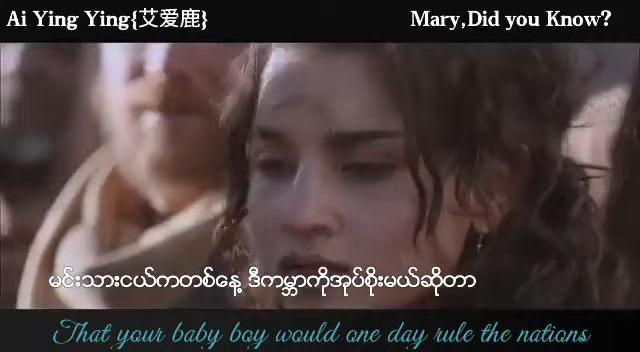 Ai Ying Ying{艾爱鹿}
Mary,Did you Know?
မင်းသားငယ်ကတစ်နေ့ ဒီကမ္ဘာကိုအုပ်စိုးမယ်ဆိုတာ
That your baby boy would one day rule the nations